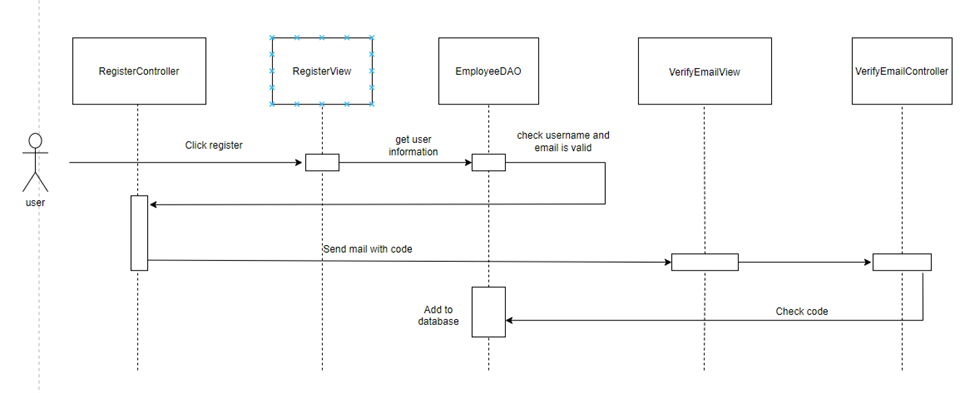 RegisterController
RegisterView
EmployeeDAO
VerifyEmailView
VerifyEmailController
Click register
get user
information
check username and
email is valid
user
Send mail with code
Add to
database
Check code